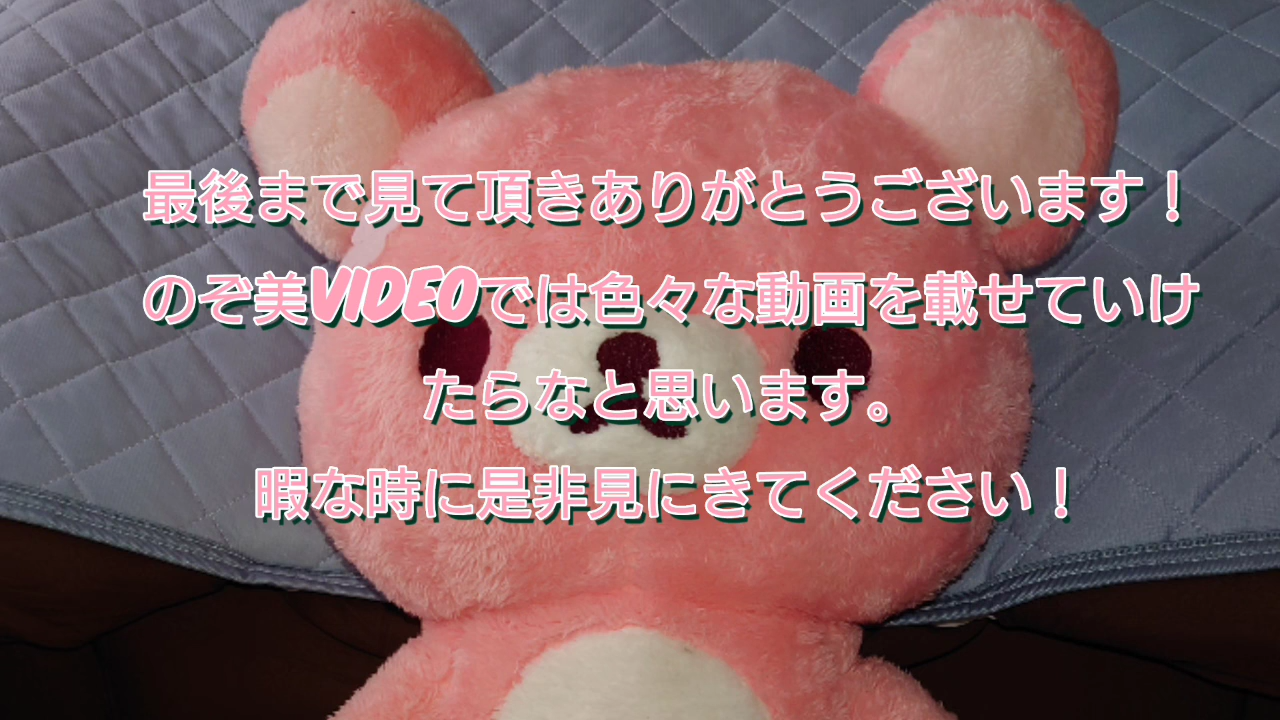 最後まで見て頂きありがとうございます！
のぞ美VIDEOでは色々な動画を載せていけ
たらなと思います。
暇な時に是非見にきてください！